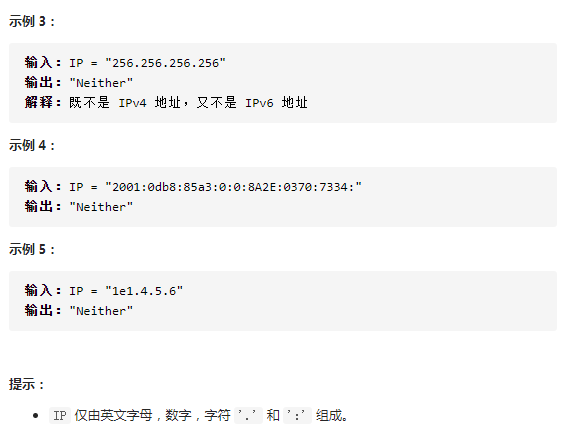 示例 3：
输入：IP = "256.256.256.256"
输出："Neither"
解释：既不是 IPv4 地址，又不是 IPv6 地址
示例 4：
输入：IP = "2001:0db8:85a3:0:0:8A2E:0370:7334:"
输出："Neither"
示例 5：
输入：IP = "1e1.4.5.6"
输出："Neither"
提示：
• IP 仅由英文字母，数字，字符 '.' 和 ':' 组成。